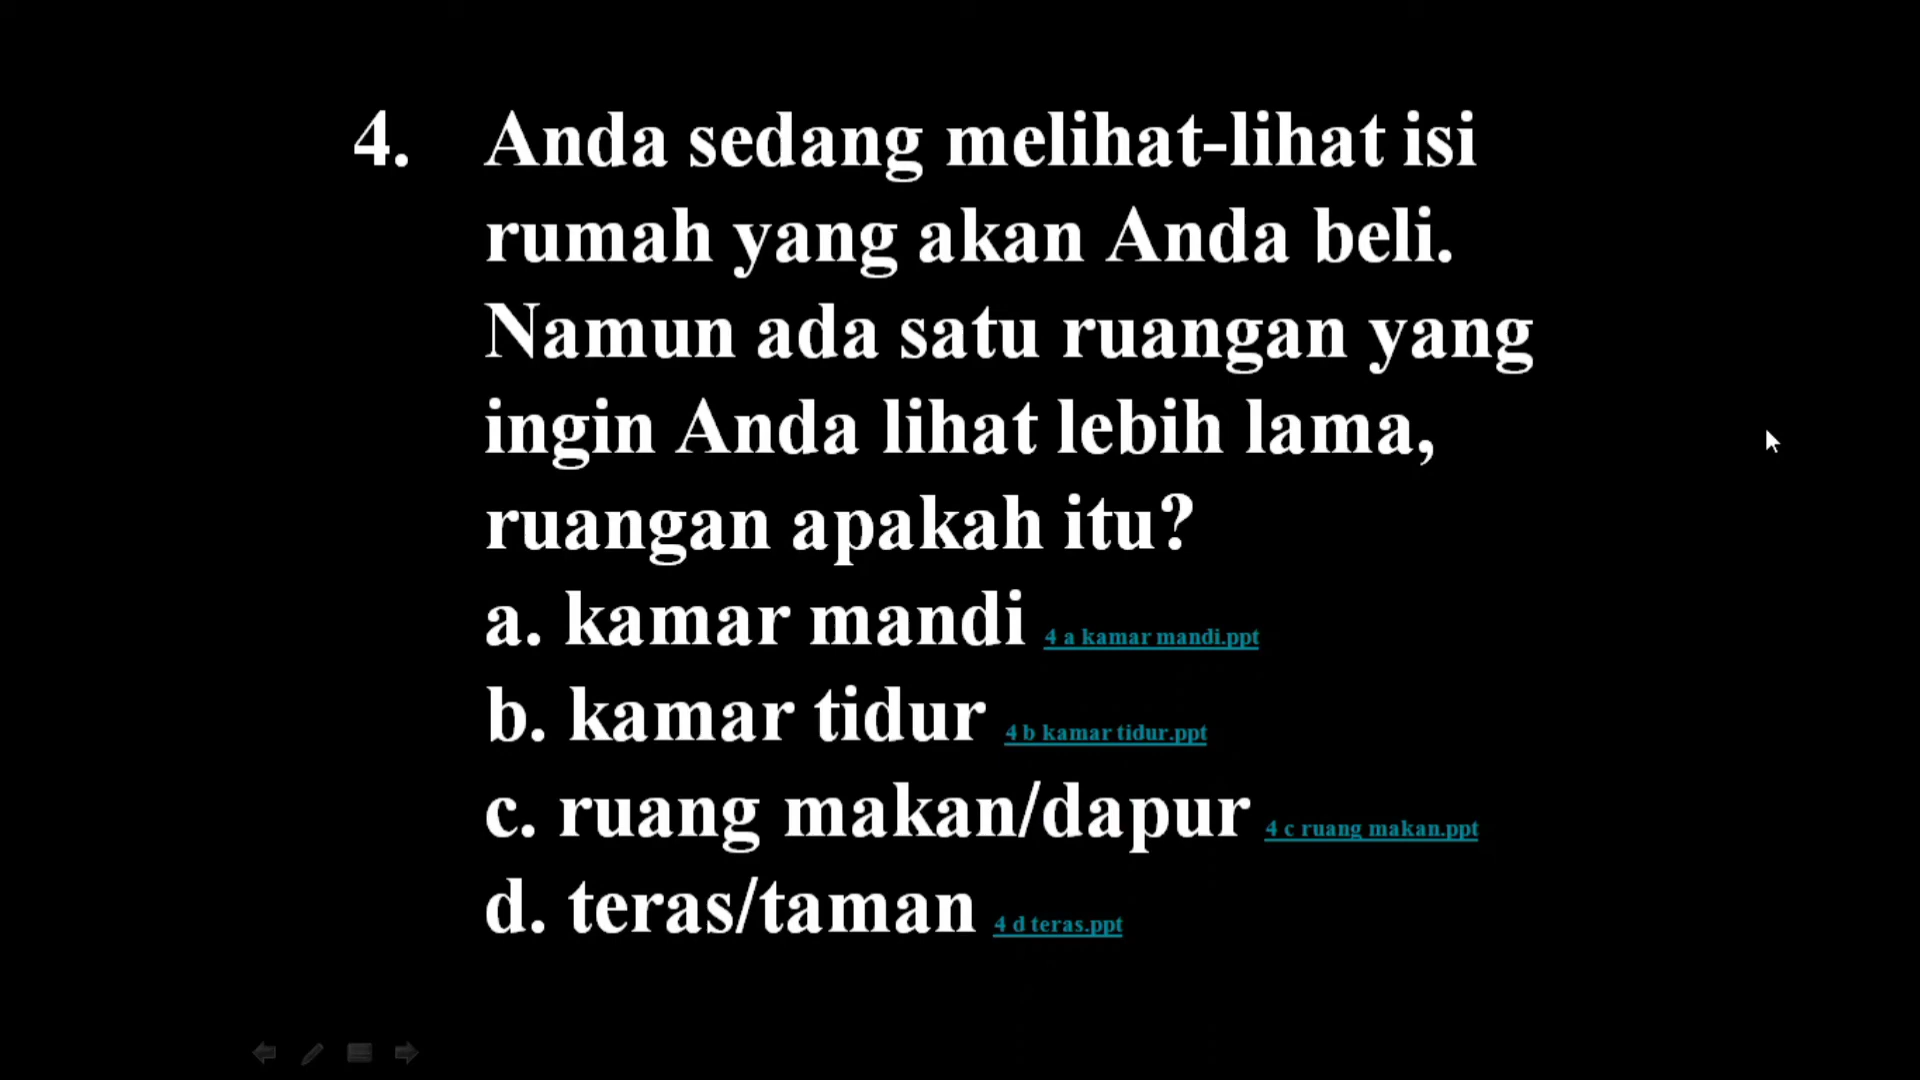 4. Anda sedang melihat-lihat isi
rumah yang akan Anda beli.
Namun ada satu ruangan yang
ingin Anda lihat lebih lama,
ruangan apakah itu?
a. kamar mandi 4 a kamar mandi.ppt
b. kamar tidur 4 b kamar tidur.ppt
c. ruang makan/dapur 4 c ruang makan.ppt
d. teras/taman 4 d teras.ppt